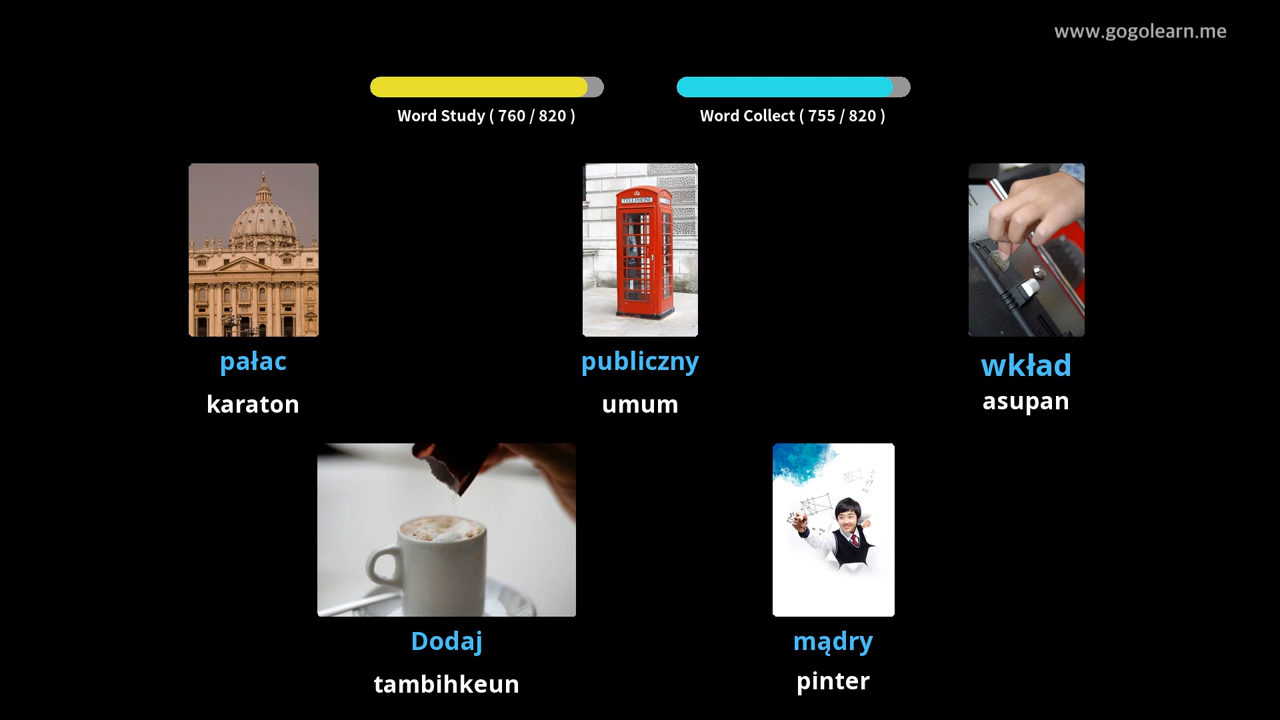 www.gogolearn.me
Word Study ( 760 / 820 )
Word Collect ( 755 / 820 )
TELEPHONE
pałac
publiczny
wkład
karaton
umum
asupan
Dodaj
mądry
tambihkeun
pinter